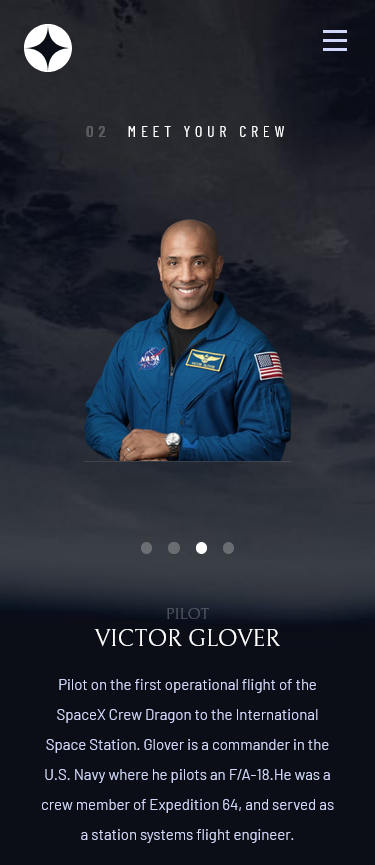 02 MEET YOUR CREW
NASA
PILOT
VICTOR GLOVER
Pilot on the first operational flight of the
SpaceX Crew Dragon to the International
Space Station. Glover is a commander in the
U.S. Navy where he pilots an F/A-18.He was a
crew member of Expedition 64, and served as
a station systems flight engineer.